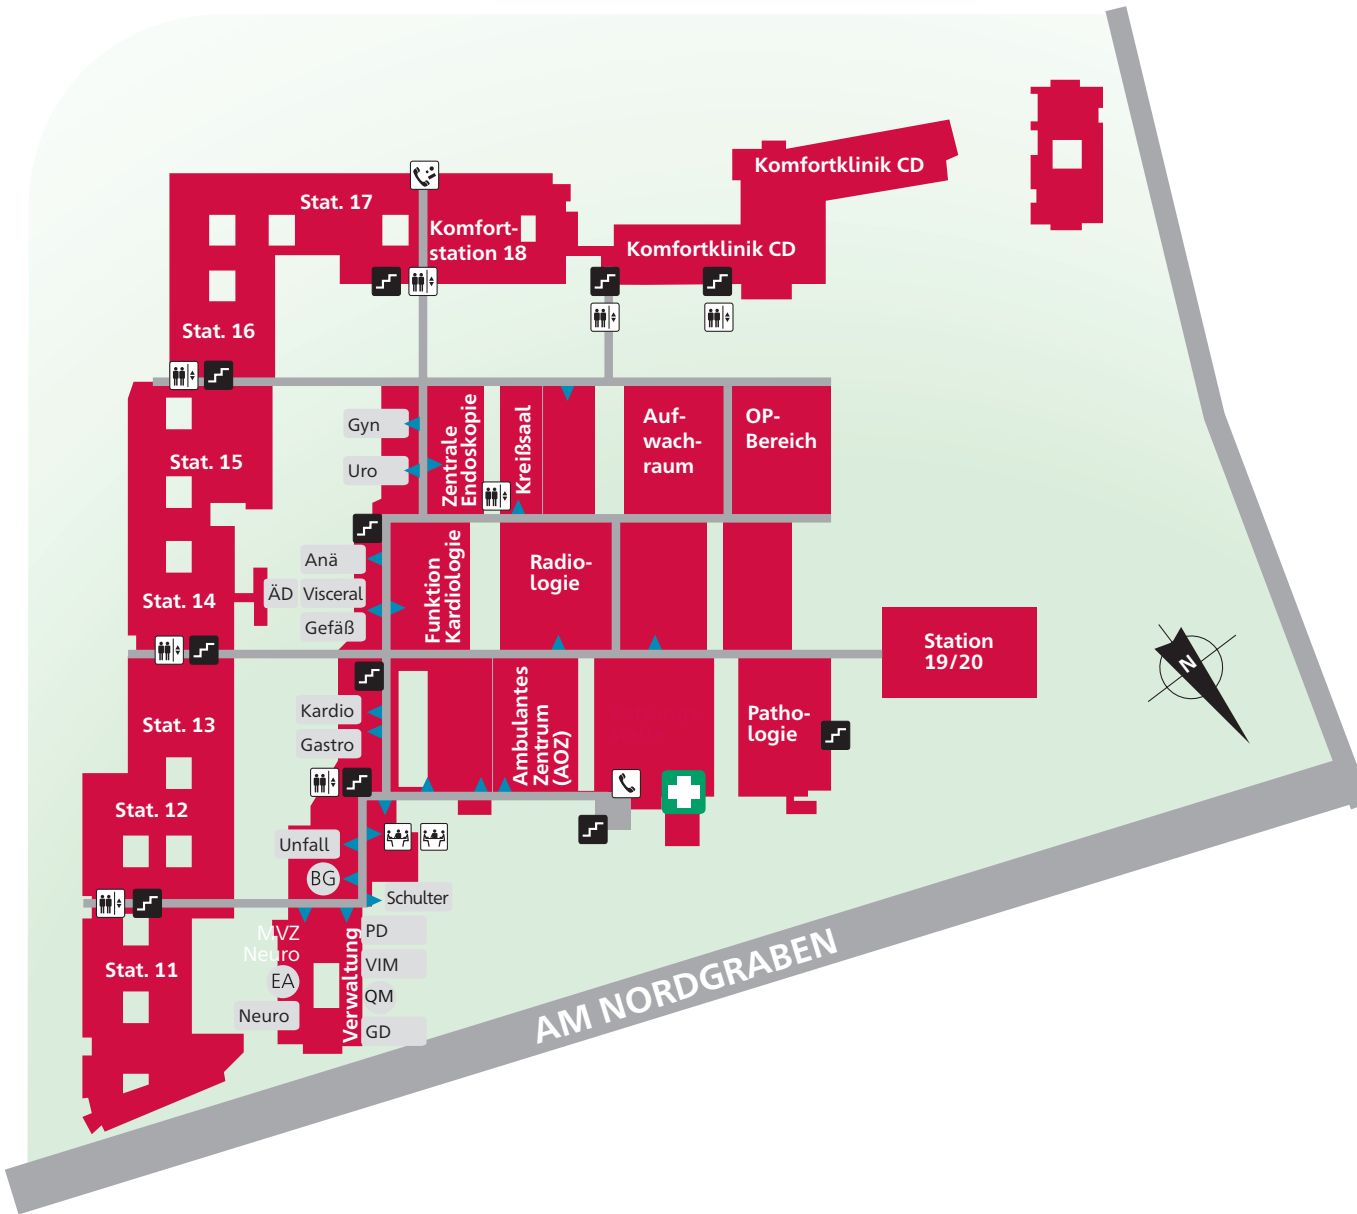 Komfortklinik CD
Stat. 17
Komfort-
station 18
Komfortklinik CD
Stat. 16
Gyn
Uro
Zentrale
Endoskopie
Kreißsaal
Auf-
wach-
raum
OP-
Bereich
Stat. 15
Anä
ÄD
Visceral
Gefäß
Funktion
Kardiologie
Radio-
logie
Stat. 14
Station
19/20
N
Stat. 13
Kardio
Gastro
Ambulantes
Zentrum
(AOZ)
Patho-
logie
Stat. 12
Unfall
BG
Schulter
MVZ
Neuro
EA
Neuro
Verwaltung
PD
VIM
QM
GD
Stat. 11
AM NORDGRABEN